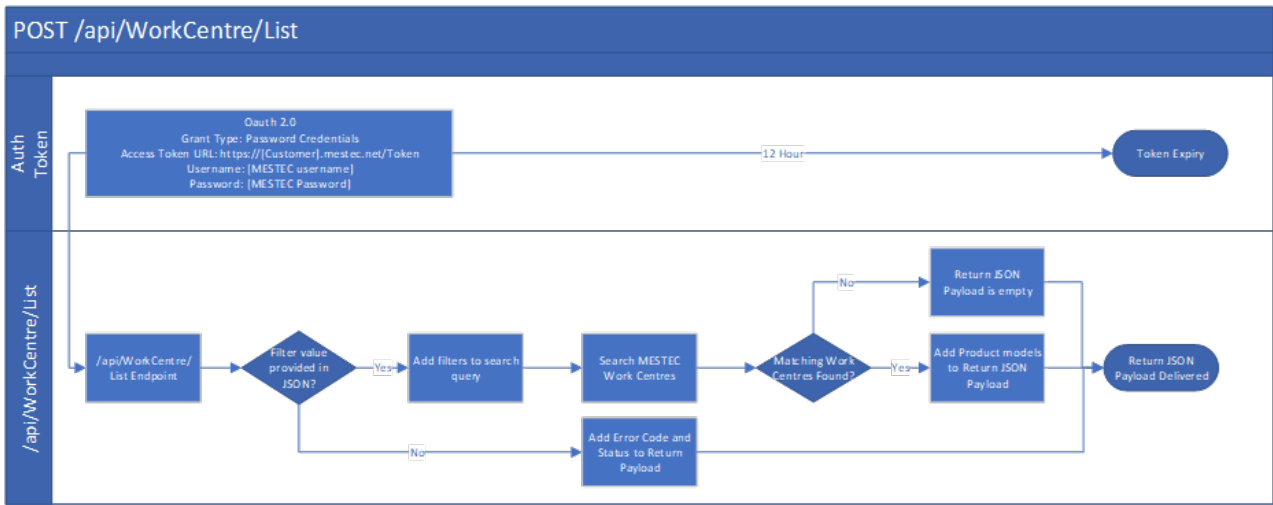 POST /api/WorkCentre/List
Auth
Token
Oauth 2.0
Grant Type: Password Credentials
Access Token URL: https://[Customer].mestec.net/Token
Username: [MESTEC username]
Password: [MESTEC Password]
12 Hour
Token Expiry
/api/WorkCentre/List
/api/WorkCentre/
List Endpoint
Filter value
provided in
JSON?
Yes
Add filters to search
query
Search MESTEC
Work Centres
Matching Work
Centres Found?
No
Return JSON
Payload is empty
Yes
Add Product models
to Return JSON
Payload
Return JSON
Payload Delivered
No
Add Error Code and
Status to Return
Payload